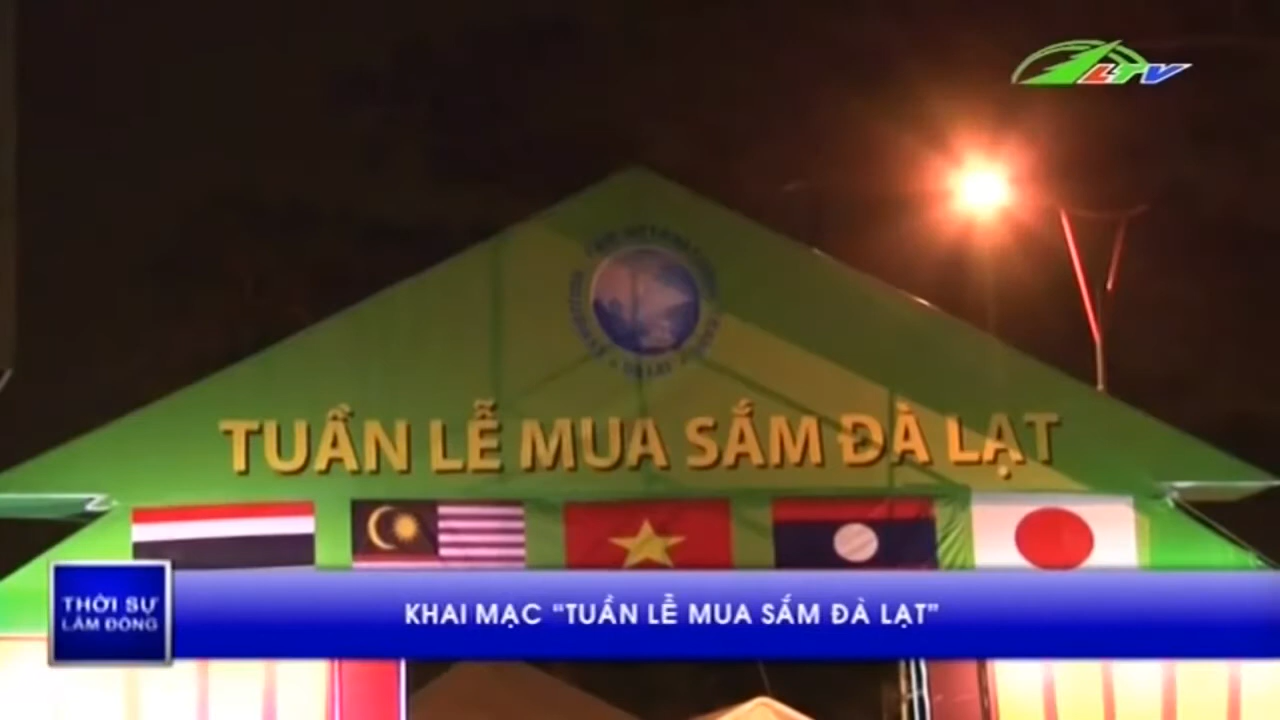 LTV
TUẦN LỄ MUA SẮM ĐÀ LẠT
THỜI SỰ
LÂM ĐỒNG
KHAI MẠC “TUẦN LỄ MUA SẮM ĐÀ LẠT”